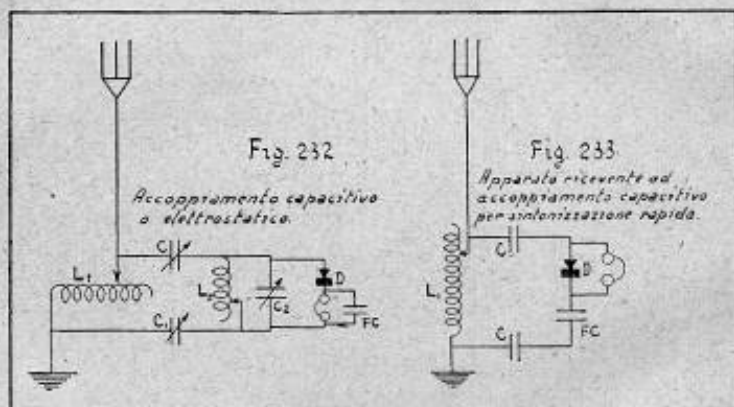 Fig. 232
Accoppiamento capacitivo
o elettrostatico.
L1
C
L2
C2
D
FC
C1
Fig. 233
Apparato ricevente ad
accoppiamento capacitivo
per sintonizzazione rapida.
C
D
L
C
FC